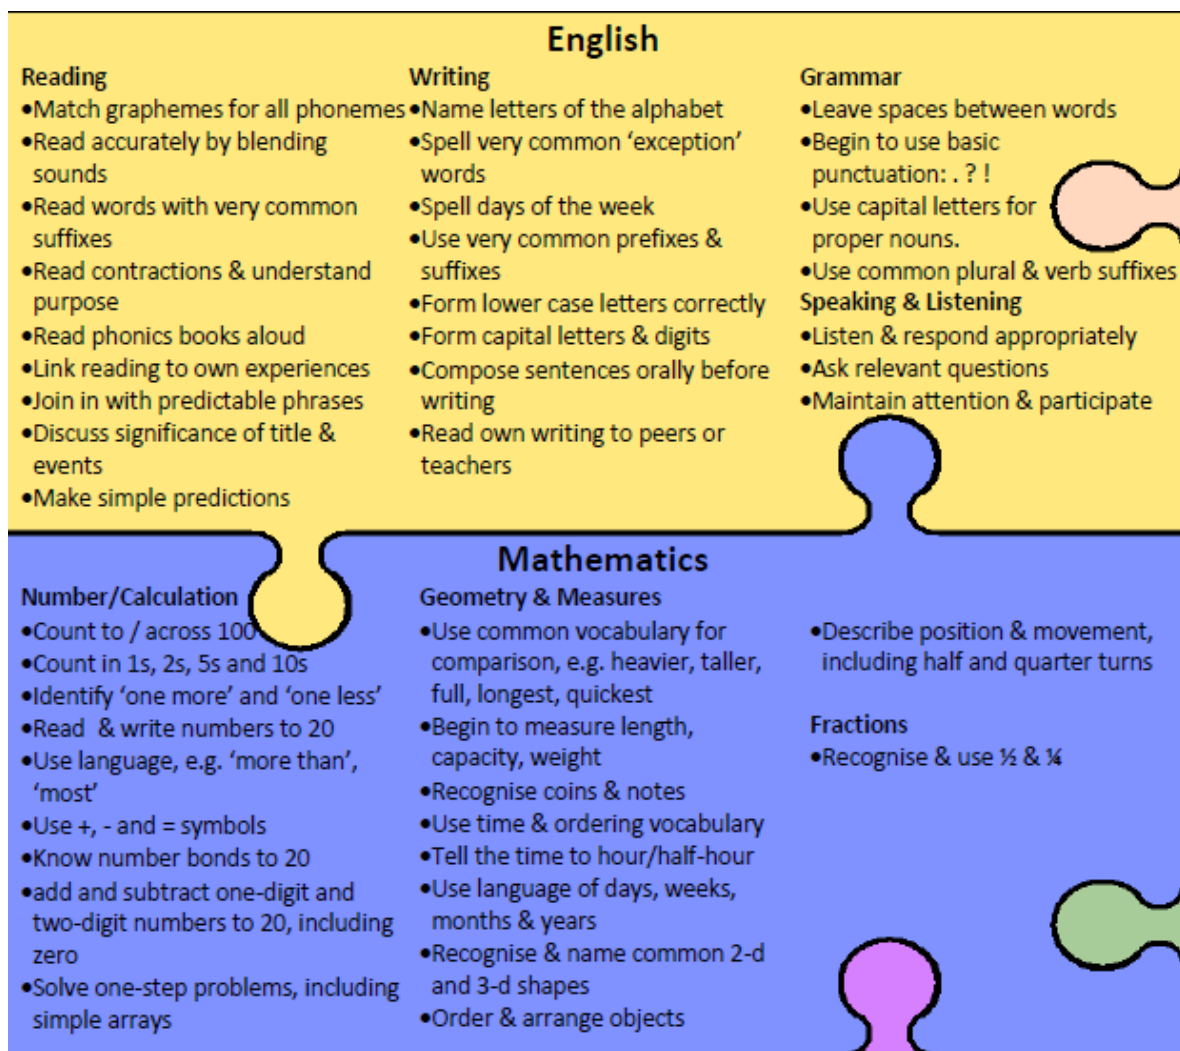 English
Reading
•Match graphemes for all phonemes
•Read accurately by blending
sounds
•Read words with very common
suffixes
•Read contractions & understand
purpose
•Read phonics books aloud
•Link reading to own experiences
•Join in with predictable phrases
•Discuss significance of title &
events
•Make simple predictions
Writing
•Name letters of the alphabet
•Spell very common ‘exception’
words
•Spell days of the week
•Use very common prefixes &
suffixes
•Form lower case letters correctly
•Form capital letters & digits
•Compose sentences orally before
writing
•Read own writing to peers or
teachers
Grammar
•Leave spaces between words
•Begin to use basic
punctuation: . ? !
•Use capital letters for
proper nouns.
•Use common plural & verb suffixes
Speaking & Listening
•Listen & respond appropriately
•Ask relevant questions
•Maintain attention & participate
Mathematics
Number/Calculation
•Count to / across 100
•Count in 1s, 2s, 5s and 10s
•Identify ‘one more’ and ‘one less’
•Read & write numbers to 20
•Use language, e.g. ‘more than’,
‘most’
•Use +, - and = symbols
•Know number bonds to 20
•add and subtract one-digit and
two-digit numbers to 20, including
zero
•Solve one-step problems, including
simple arrays
Geometry & Measures
•Use common vocabulary for
comparison, e.g. heavier, taller,
full, longest, quickest
•Begin to measure length,
capacity, weight
•Recognise coins & notes
•Use time & ordering vocabulary
•Tell the time to hour/half-hour
•Use language of days, weeks,
months & years
•Recognise & name common 2-d
and 3-d shapes
•Order & arrange objects
•Describe position & movement,
including half and quarter turns
Fractions
•Recognise & use ½ & ¼